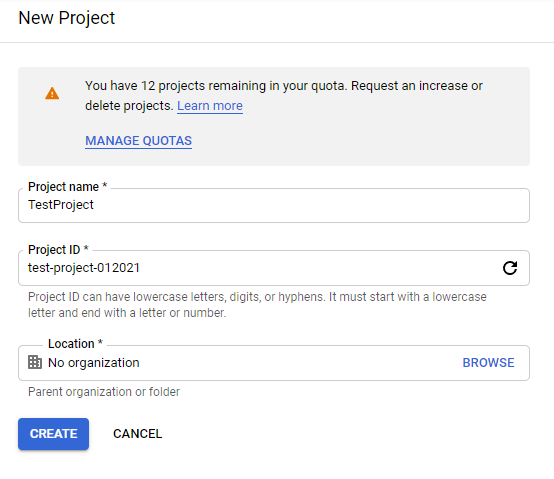 New Project
You have 12 projects remaining in your quota. Request an increase or
delete projects. Learn more
MANAGE QUOTAS
Project name *
TestProject
Project ID *
test-project-012021
Project ID can have lowercase letters, digits, or hyphens. It must start with a lowercase
letter and end with a letter or number.
Location *
No organization
BROWSE
Parent organization or folder
CREATE
CANCEL